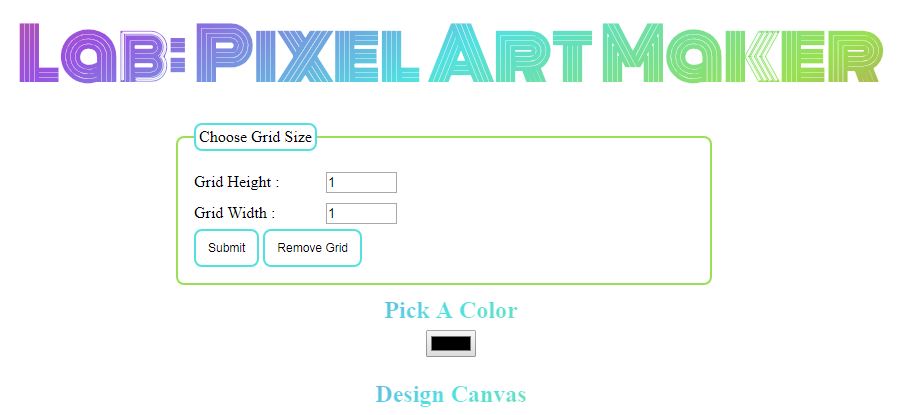 Lab: Pixel Art Maker
Choose Grid Size
Grid Height : 1
Grid Width : 1
Submit Remove Grid
Pick A Color
Design Canvas